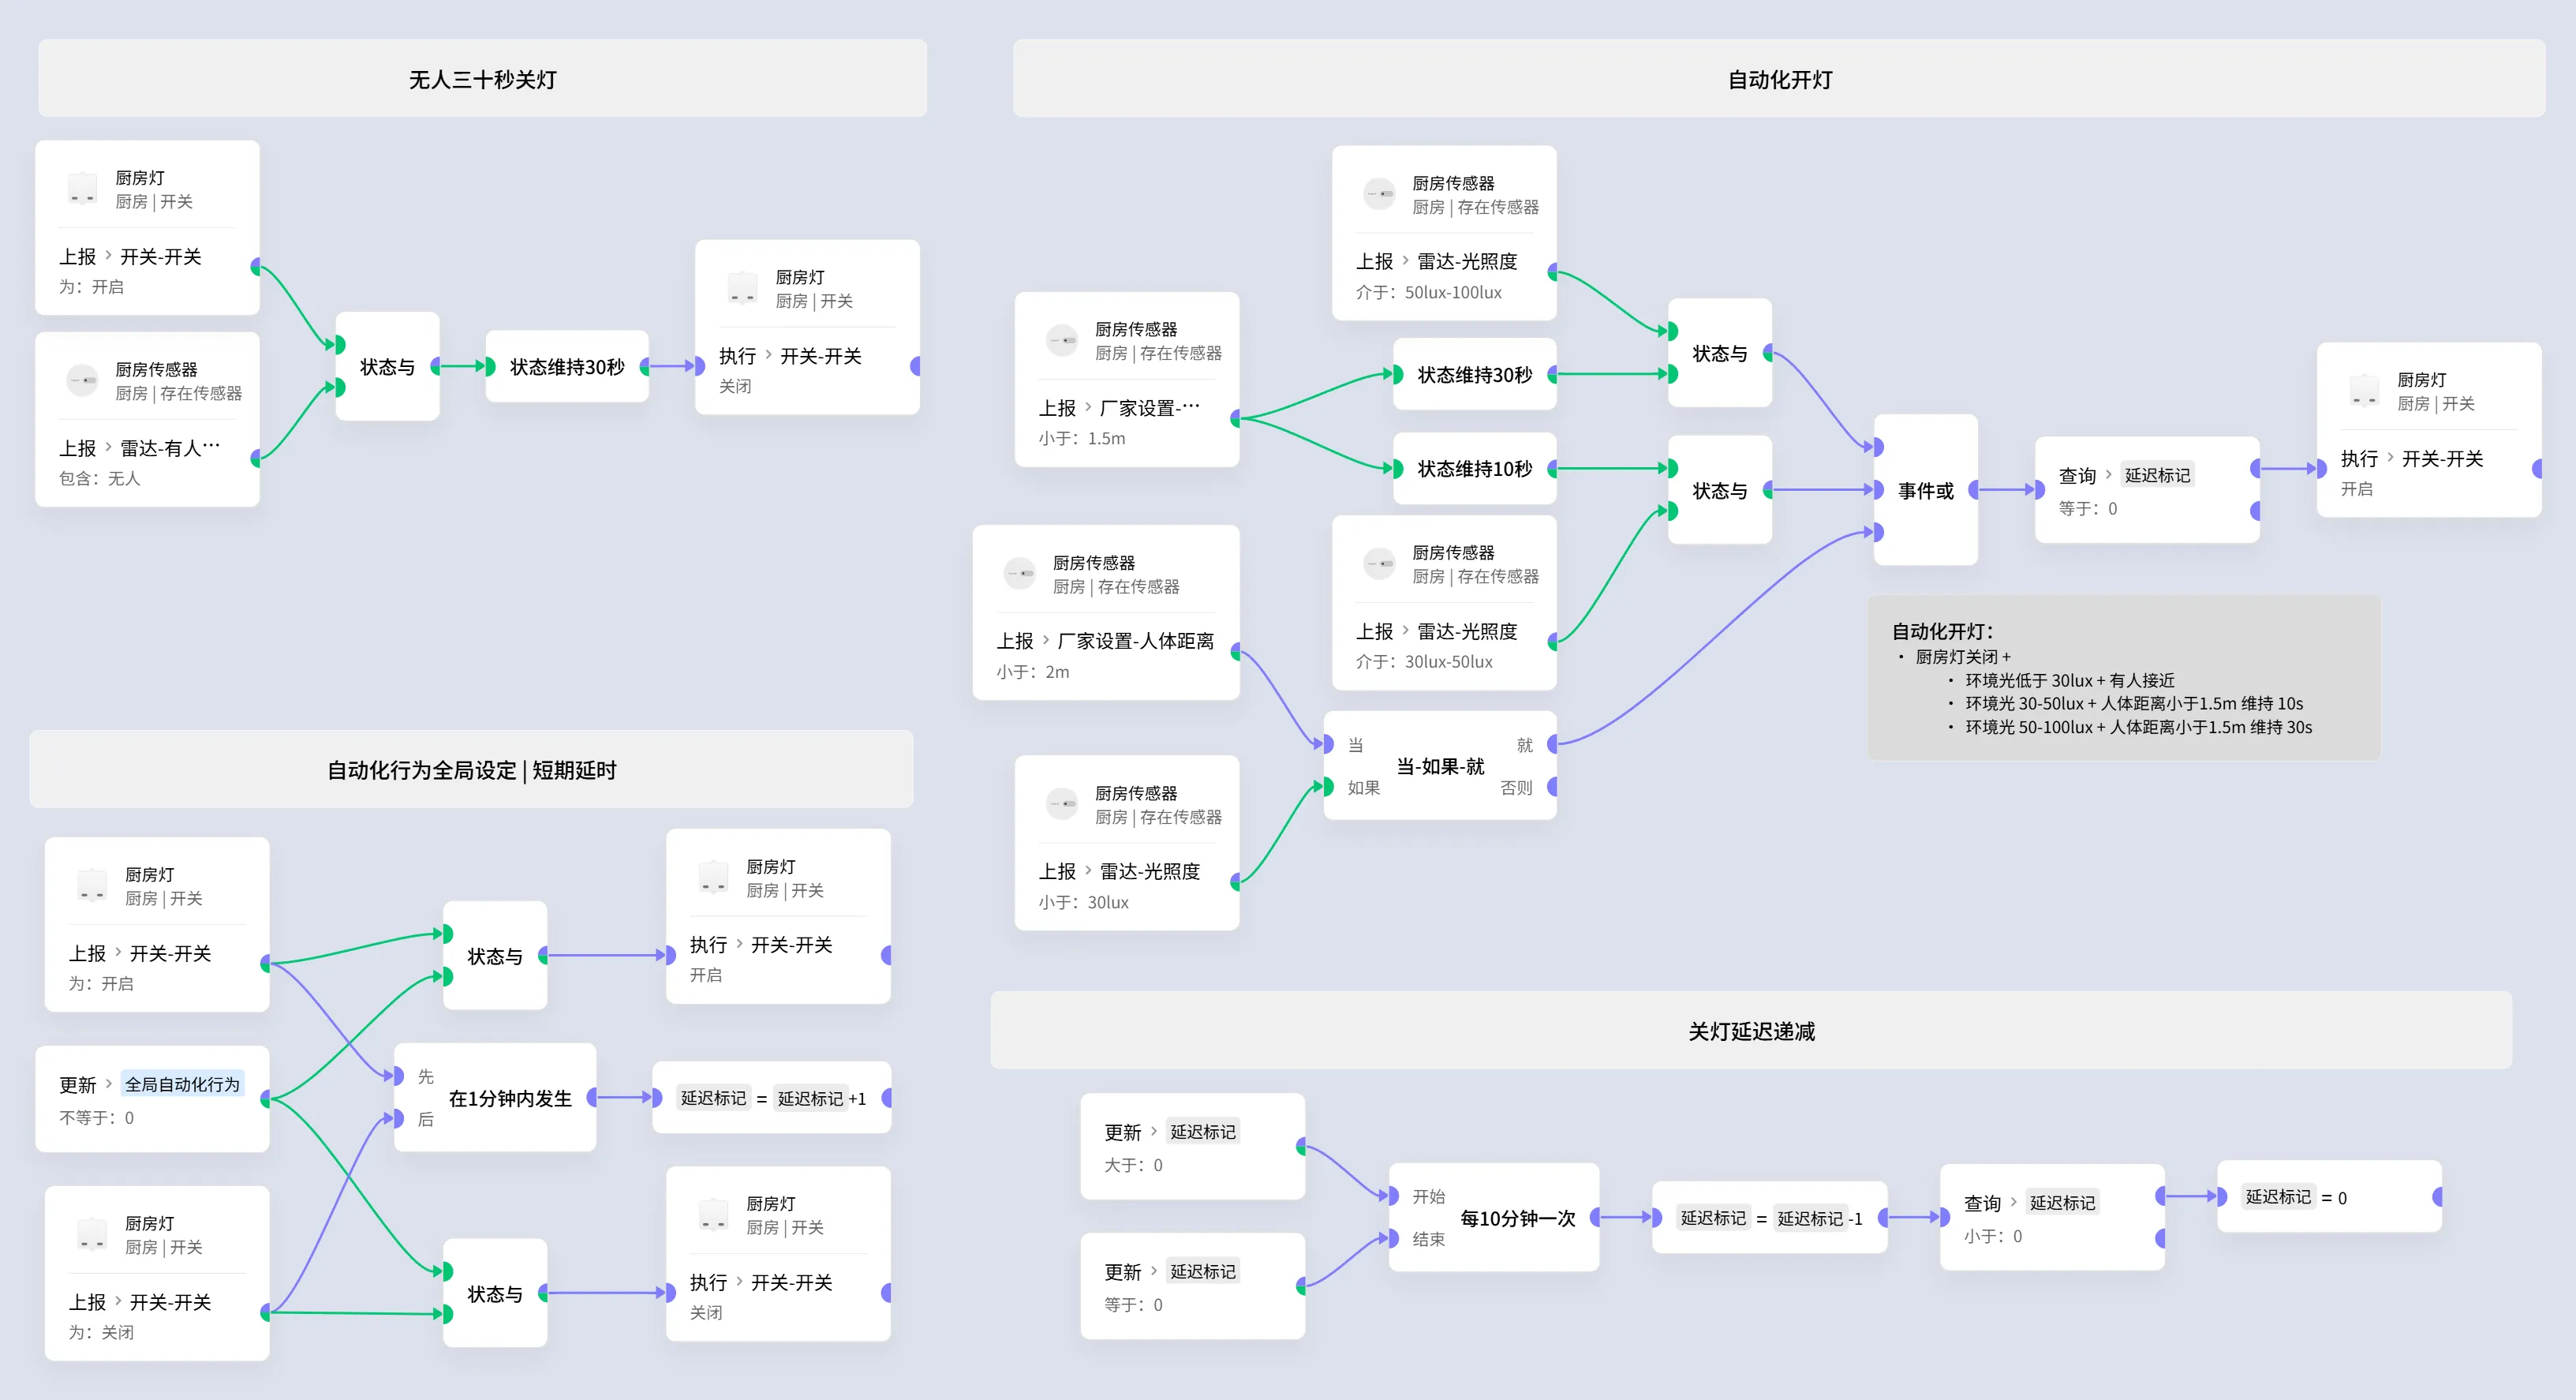 无人三十秒关灯
厨房灯
厨房 | 开关
上报 › 开关-开关
为：开启
厨房传感器
厨房 | 存在传感器
上报 › 雷达-有人···
包含：无人
状态与
状态维持30秒
厨房灯
厨房 | 开关
执行 › 开关-开关
关闭
自动化开灯
厨房传感器
厨房 | 存在传感器
上报 › 雷达-光照度
介于：50lux-100lux
厨房传感器
厨房 | 存在传感器
上报 › 厂家设置-···
小于：1.5m
状态维持30秒
状态维持10秒
状态与
状态与
厨房传感器
厨房 | 存在传感器
上报 › 雷达-光照度
介于：30lux-50lux
厨房传感器
厨房 | 存在传感器
上报 › 厂家设置-人体距离
小于：2m
厨房传感器
厨房 | 存在传感器
上报 › 雷达-光照度
小于：30lux
当
如果
当-如果-就
就
否则
事件或
查询 › 延迟标记
等于：0
厨房灯
厨房 | 开关
执行 › 开关-开关
开启
自动化开灯：
• 厨房灯关闭 +
• 环境光低于 30lux + 有人接近
• 环境光 30-50lux + 人体距离小于1.5m 维持 10s
• 环境光 50-100lux + 人体距离小于1.5m 维持 30s
自动化行为全局设定 | 短期延时
厨房灯
厨房 | 开关
上报 › 开关-开关
为：开启
更新 › 全局自动化行为
不等于：0
厨房灯
厨房 | 开关
上报 › 开关-开关
为：关闭
状态与
先
后
在1分钟内发生
状态与
厨房灯
厨房 | 开关
执行 › 开关-开关
开启
延迟标记 = 延迟标记 +1
厨房灯
厨房 | 开关
执行 › 开关-开关
关闭
关灯延迟递减
更新 › 延迟标记
大于：0
更新 › 延迟标记
等于：0
开始
结束
每10分钟一次
延迟标记 = 延迟标记 -1
查询 › 延迟标记
小于：0
延迟标记 = 0